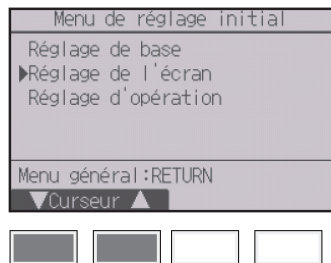 Menu de réglage initial
Réglage de base
▶Réglage de l'écran
Réglage d'opération
Menu général:RETURN
▼Curseur ▲